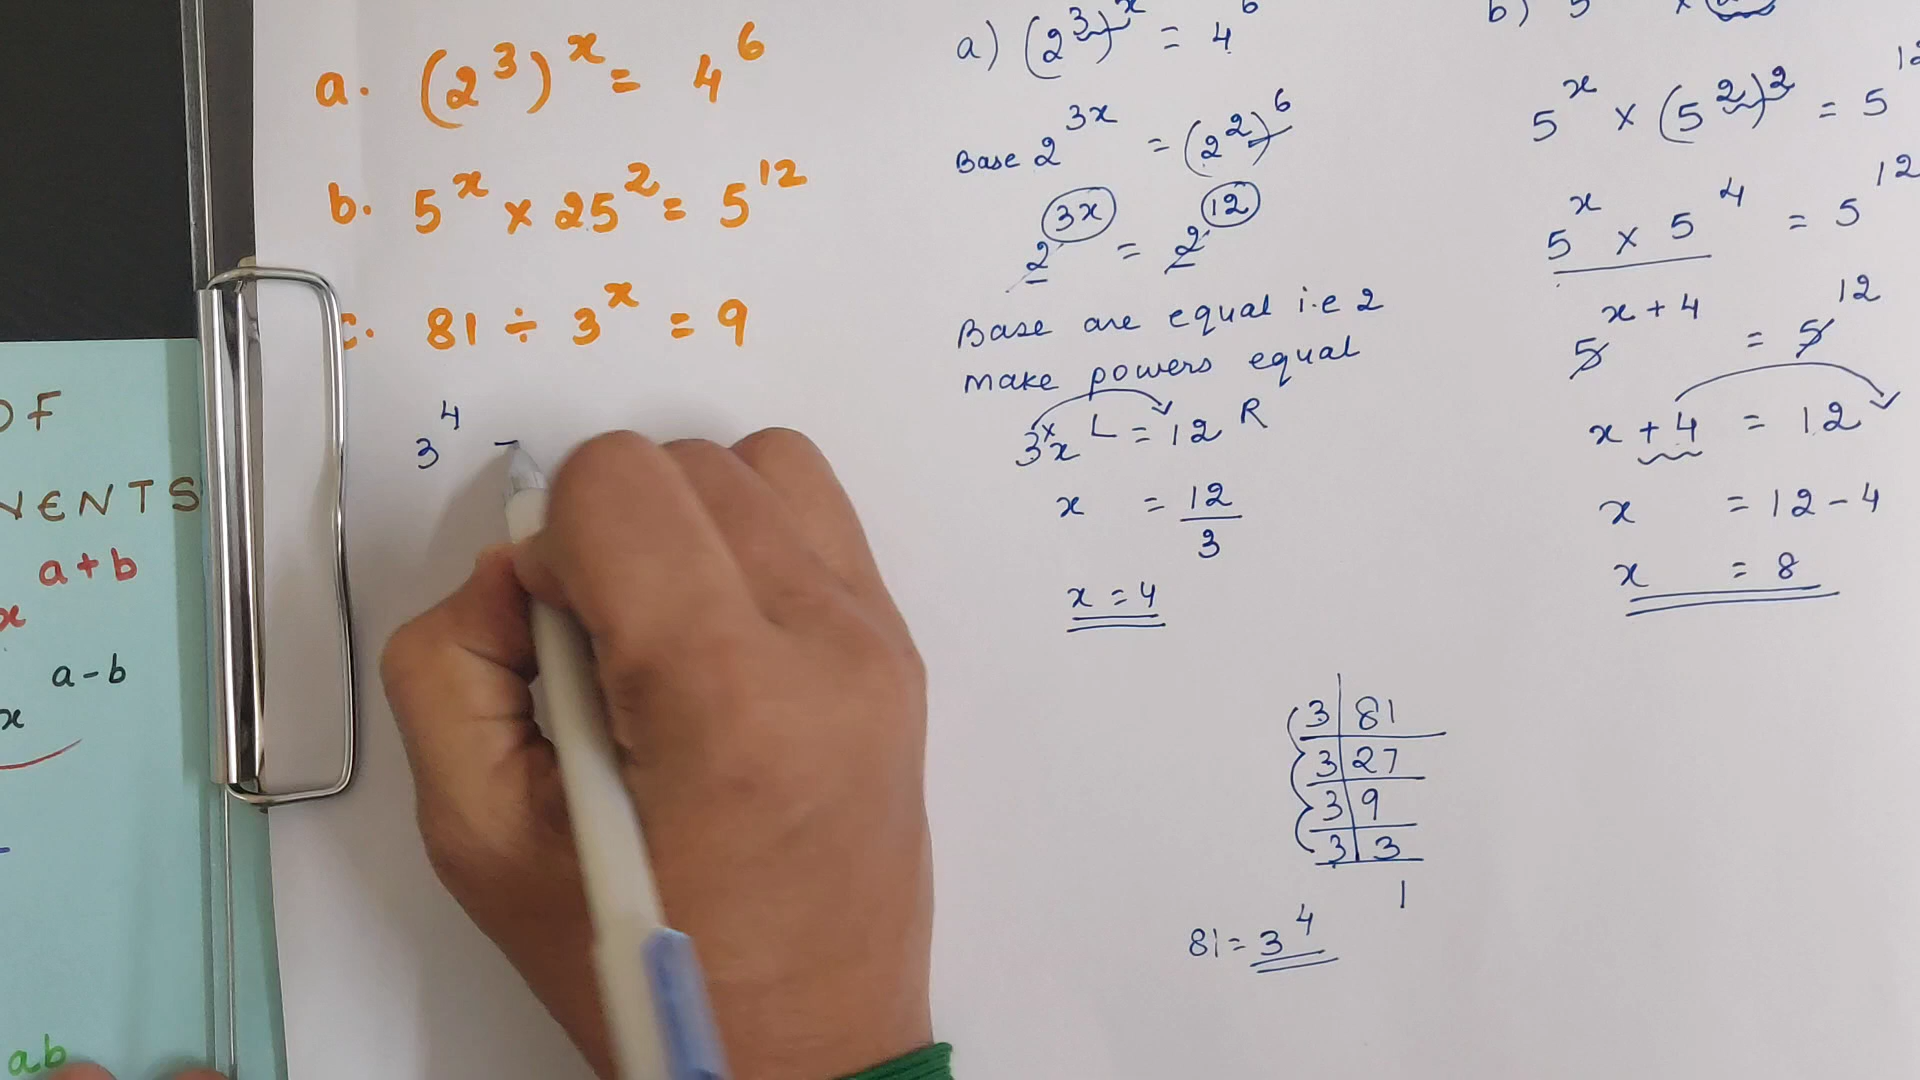 a. (2³)ˣ = 4⁶
b. 5ˣ × 25² = 5¹²
c. 81 ÷ 3ˣ = 9
3⁴
OF
NENTS
a+b
x
a-b
x
ab
a) (2³)ˣ = 4⁶
Base 2³ˣ = (2²)⁶
2³ˣ = 2¹²
Base are equal i.e 2
make powers equal
3ˣx L = 12 R
x = 12/3
x = 4
b) 5
5ˣ × (5²)² = 5¹²
5ˣ × 5⁴ = 5¹²
5ˣ⁺⁴ = 5¹²
x + 4 = 12
x = 12 - 4
x = 8
3 81
3 27
3 9
3 3
1
81 = 3⁴